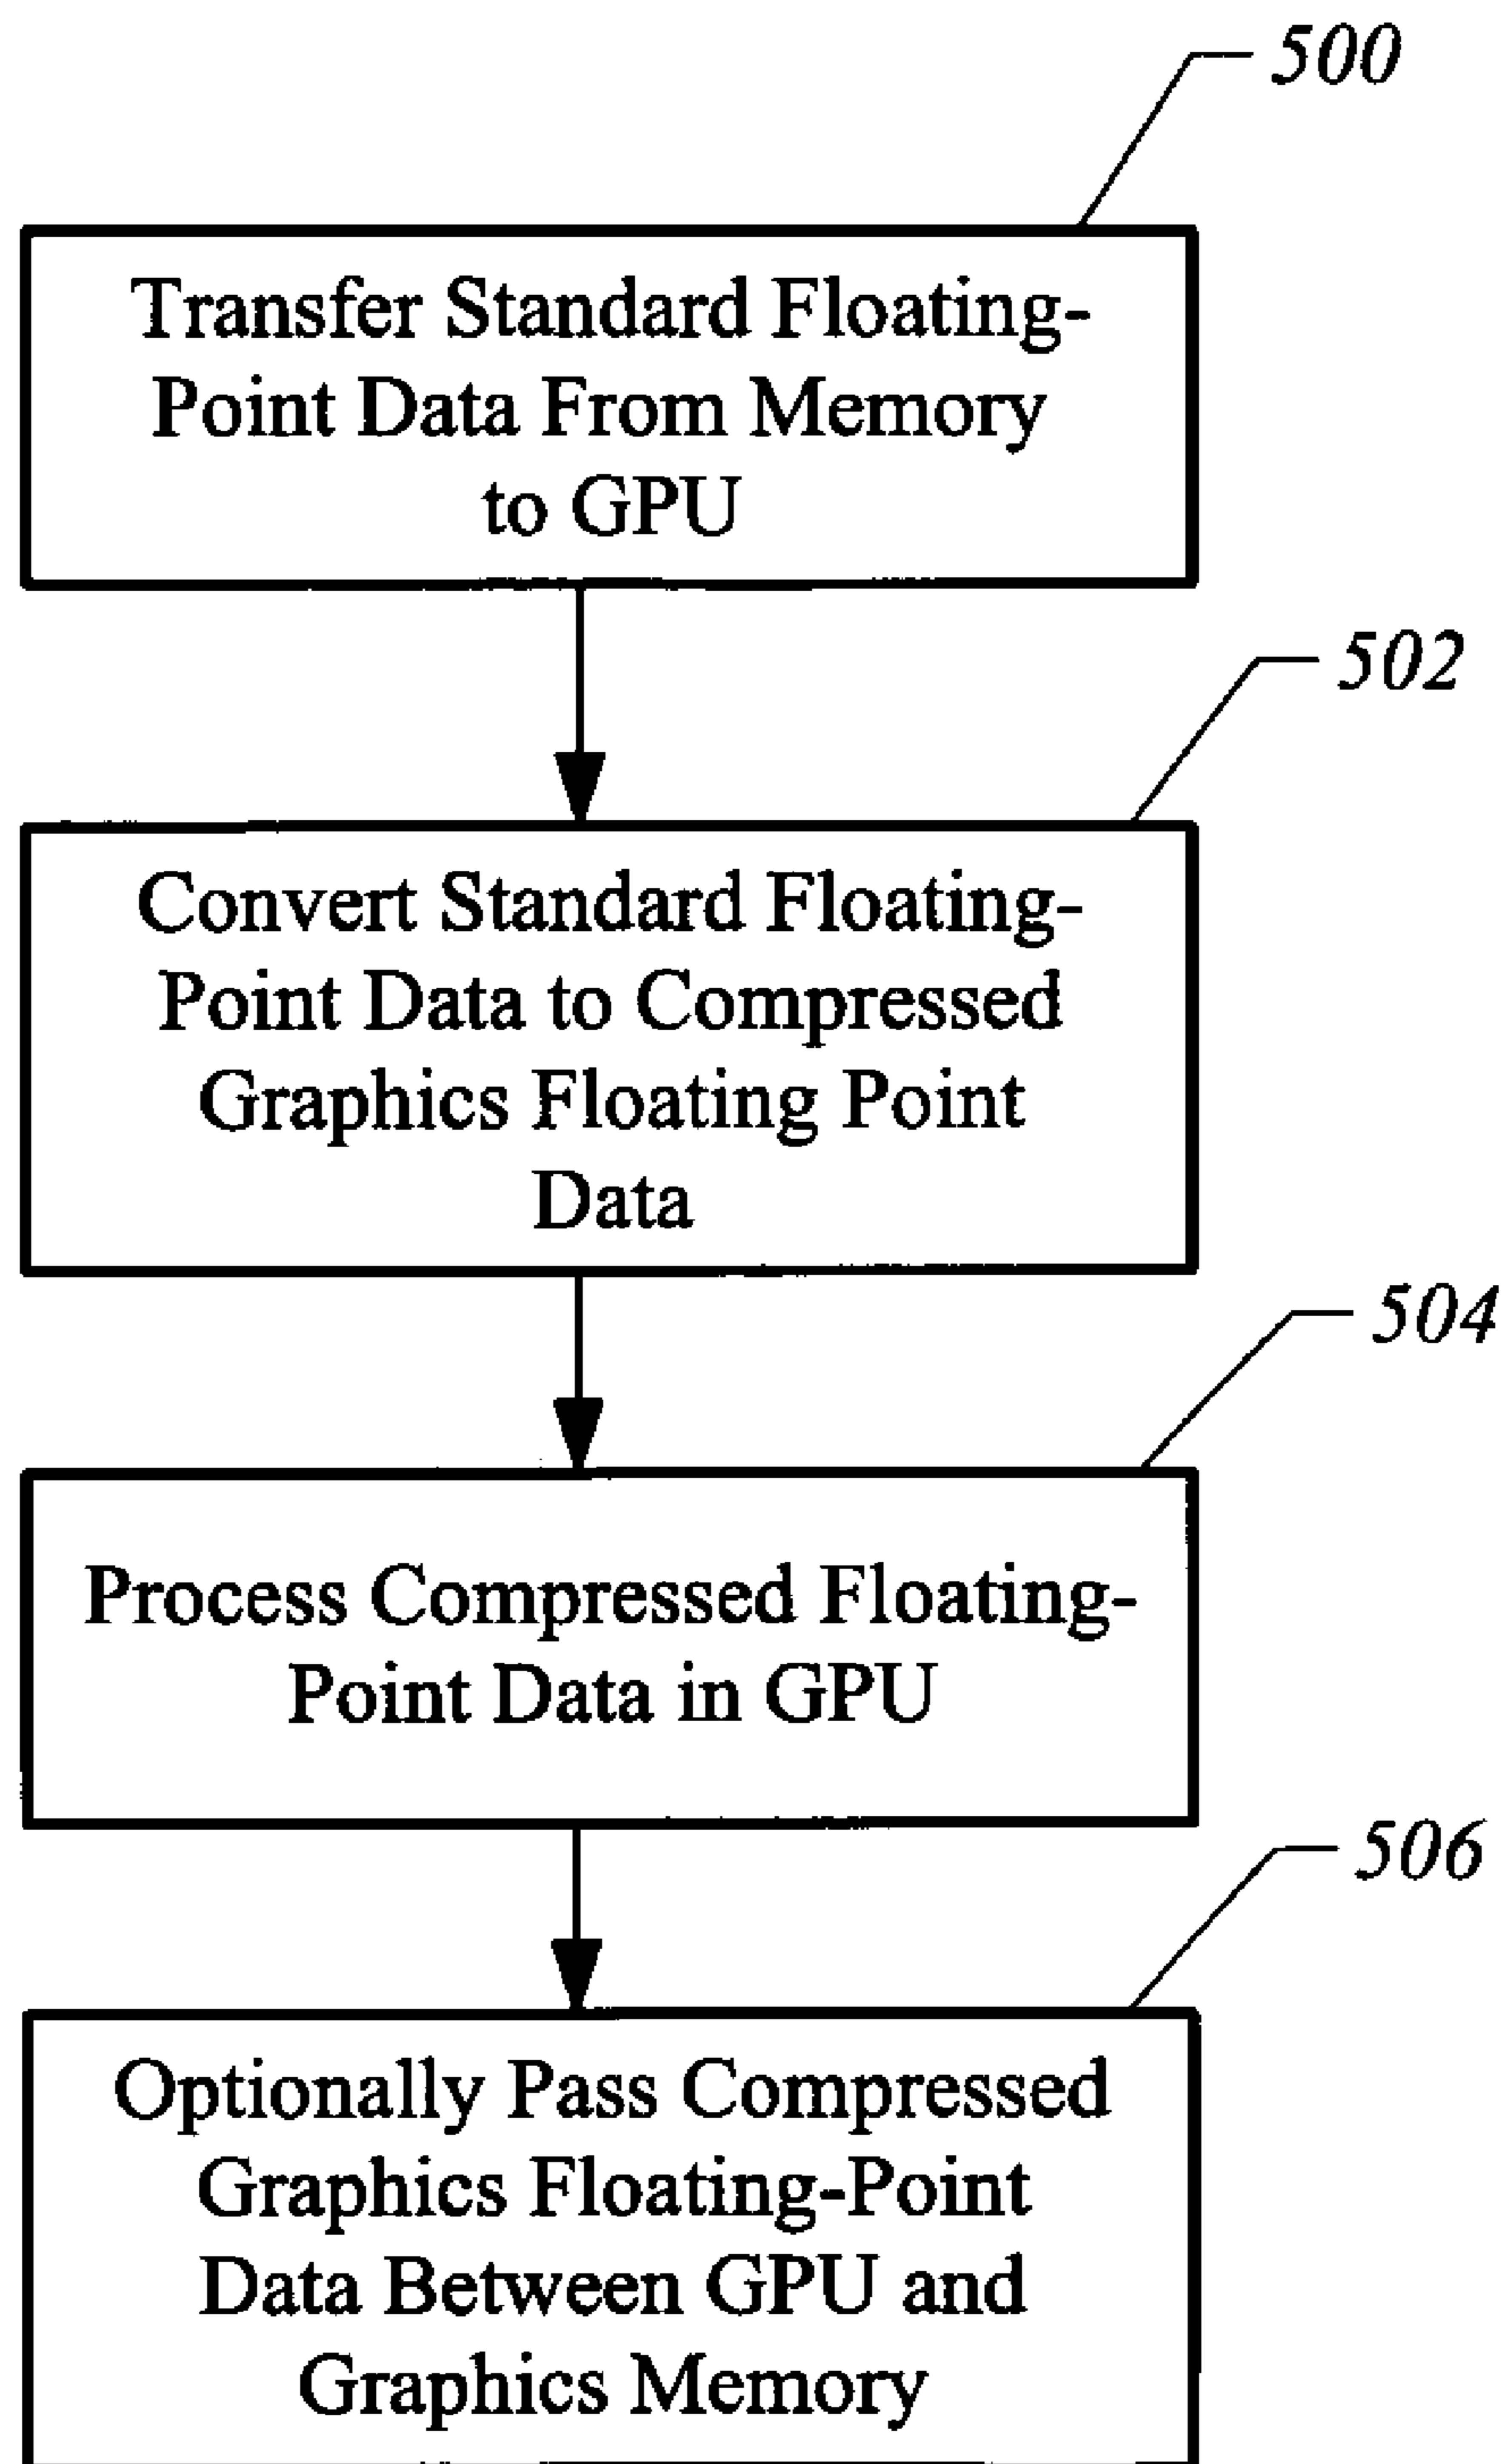 500
Transfer Standard Floating-
Point Data From Memory
to GPU
502
Convert Standard Floating-
Point Data to Compressed
Graphics Floating Point
Data
504
Process Compressed Floating-
Point Data in GPU
506
Optionally Pass Compressed
Graphics Floating-Point
Data Between GPU and
Graphics Memory